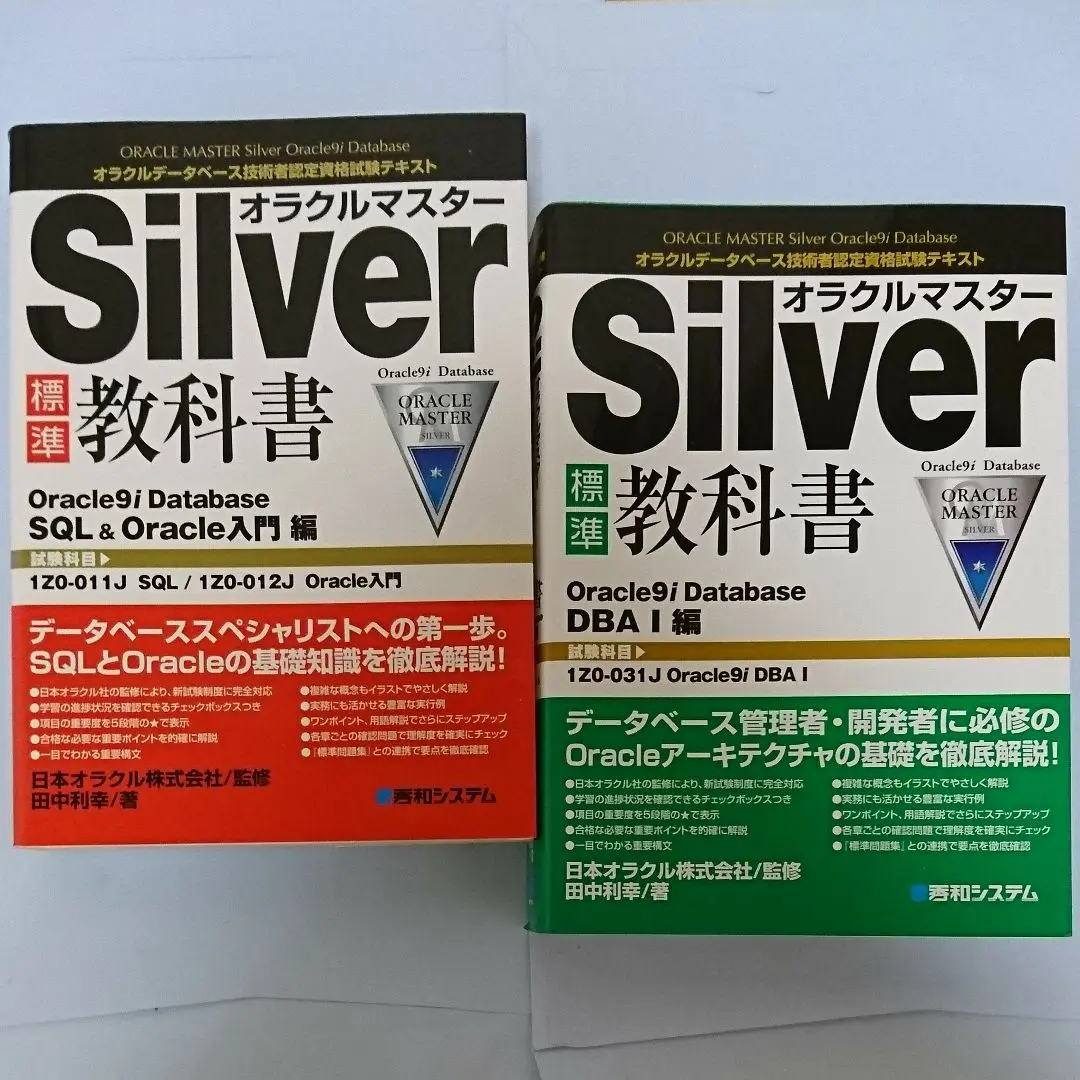 ORACLE MASTER Silver Oracle9i Database
オラクルデータベース技術者認定資格試験テキスト
オラクルマスター
Silver
標準
教科書
Oracle9i Database
ORACLE
MASTER
SILVER
Oracle9i Database
SQL & Oracle入門 編
試験科目▶
1Z0-011J SQL / 1Z0-012J Oracle入門
データベーススペシャリストへの第一歩。
SQLとOracleの基礎知識を徹底解説!
●日本オラクル社の監修により、新試験制度に完全対応
●学習の進捗状況を確認できるチェックボックスつき
●項目の重要度を5段階の★で表示
●合格な必要な重要ポイントを的確に解説
●一目でわかる重要構文
●複雑な概念もイラストでやさしく解説
●実務にも活かせる豊富な実行例
●ワンポイント、用語解説でさらにステップアップ
●各章ごとの確認問題で理解度を確実にチェック
●『標準問題集』との連携で要点を徹底確認
日本オラクル株式会社/監修
田中利幸/著
秀和システム
ORACLE MASTER Silver Oracle9i Database
オラクルデータベース技術者認定資格試験テキスト
オラクルマスター
Silver
標準
教科書
Oracle9i Database
ORACLE
MASTER
SILVER
Oracle9i Database
DBA I 編
試験科目▶
1Z0-031J Oracle9i DBA I
データベース管理者・開発者に必修の
Oracleアーキテクチャの基礎を徹底解説!
●日本オラクル社の監修により、新試験制度に完全対応
●学習の進捗状況を確認できるチェックボックスつき
●項目の重要度を5段階の★で表示
●合格な必要な重要ポイントを的確に解説
●一目でわかる重要構文
●複雑な概念もイラストでやさしく解説
●実務にも活かせる豊富な実行例
●ワンポイント、用語解説でさらにステップアップ
●各章ごとの確認問題で理解度を確実にチェック
●『標準問題集』との連携で要点を徹底確認
日本オラクル株式会社/監修
田中利幸/著
秀和システム